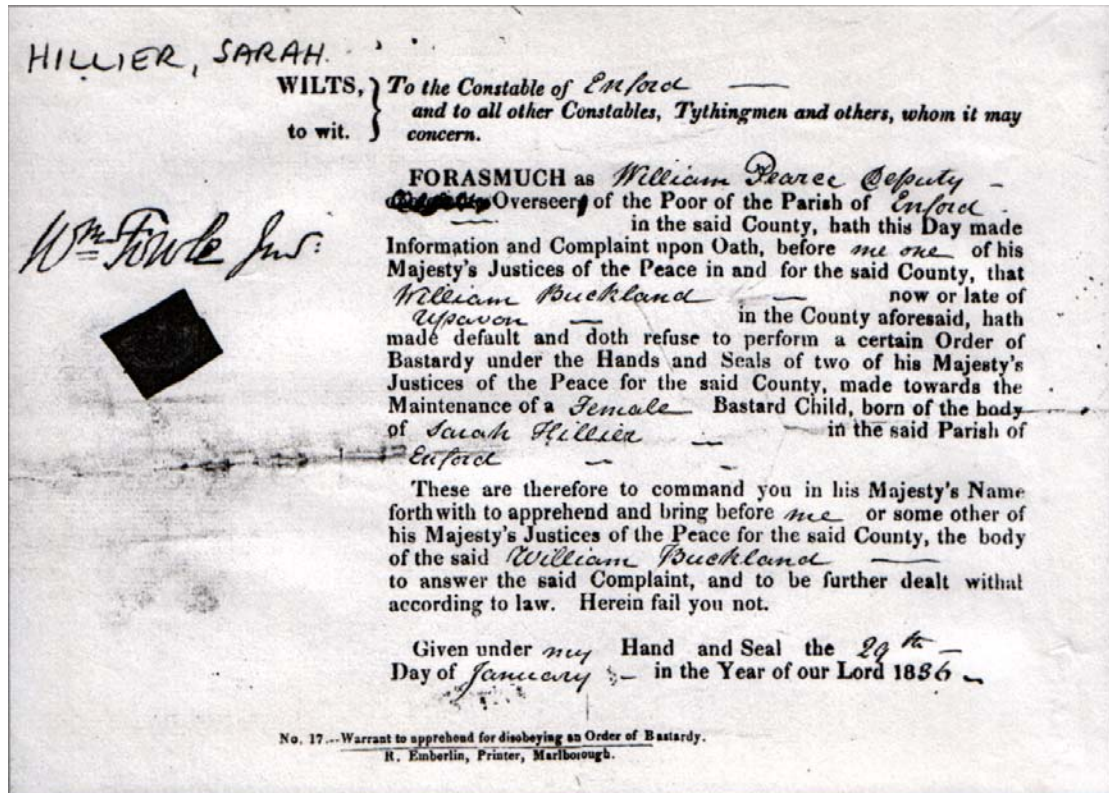 HILLIER, SARAH.
WILTS, } To the Constable of Enford —
and to all other Constables, Tythingmen and others, whom it may
to wit. } concern.
FORASMUCH as William Pearce Deputy –
Overseer of the Poor of the Parish of Enford
in the said County, hath this Day made
Wm Fowle Junr:
Information and Complaint upon Oath, before me one of his
Majesty's Justices of the Peace in and for the said County, that
William Buckland — now or late of
Upavon — in the County aforesaid, hath
made default and doth refuse to perform a certain Order of
Bastardy under the Hands and Seals of two of his Majesty's
Justices of the Peace for the said County, made towards the
Maintenance of a Female Bastard Child, born of the body
of Sarah Hillier – in the said Parish of
Enford – –
These are therefore to command you in his Majesty's Name
forthwith to apprehend and bring before me or some other of
his Majesty's Justices of the Peace for the said County, the body
of the said William Buckland —
to answer the said Complaint, and to be further dealt withal
according to law. Herein fail you not.
Given under my Hand and Seal the 29th –
Day of January – in the Year of our Lord 1836 –
No. 17.--Warrant to apprehend for disobeying an Order of Bastardy.
R. Emberlin, Printer, Marlborough.